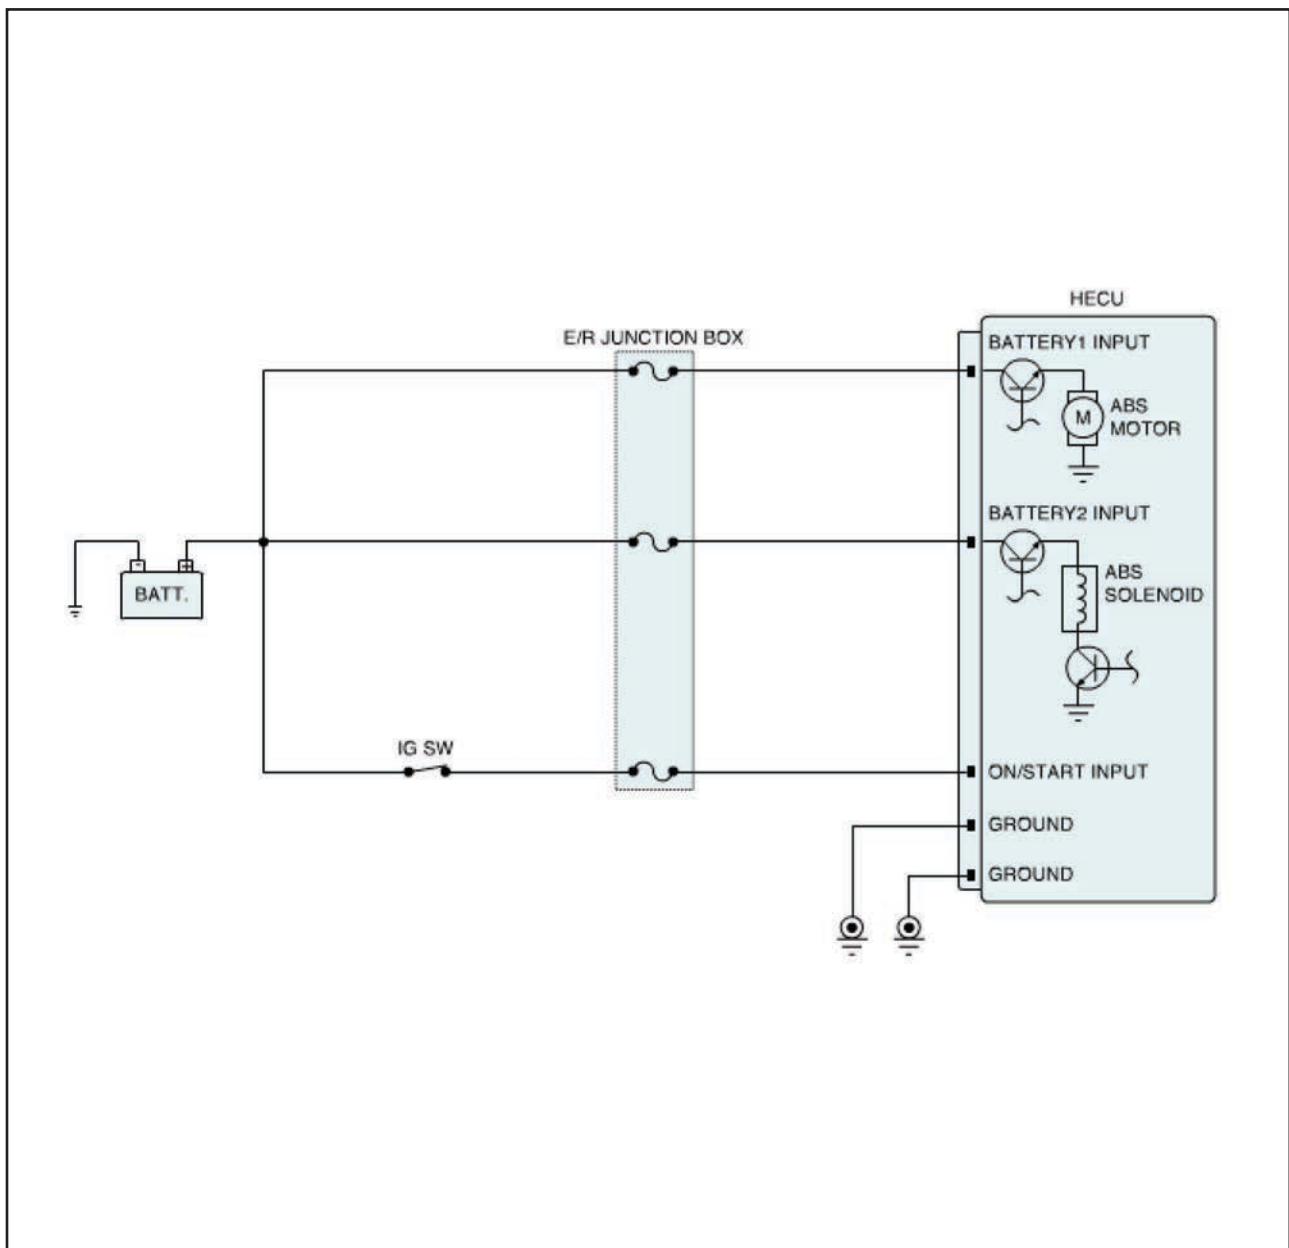 HECU
E/R JUNCTION BOX
BATTERY1 INPUT
M
ABS
MOTOR
BATTERY2 INPUT
- +
BATT.
ABS
SOLENOID
IG SW
ON/START INPUT
GROUND
GROUND